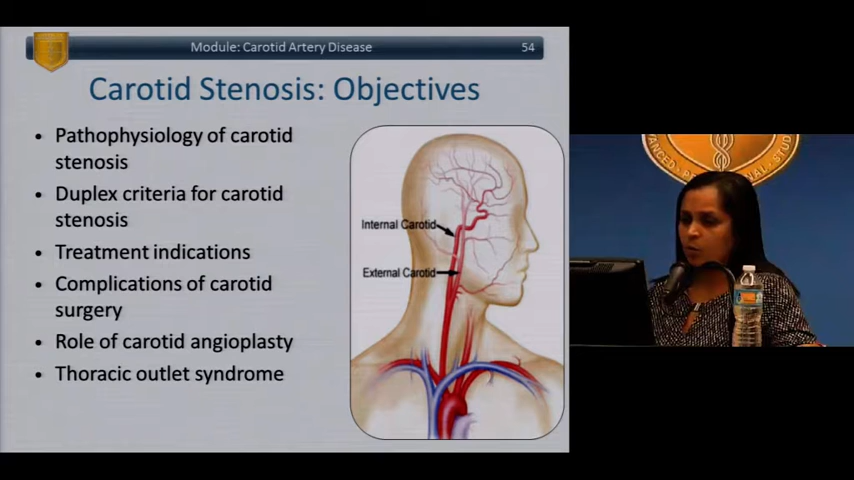 Module: Carotid Artery Disease 54
Carotid Stenosis: Objectives
• Pathophysiology of carotid
stenosis
• Duplex criteria for carotid
stenosis
• Treatment indications
• Complications of carotid
surgery
• Role of carotid angioplasty
• Thoracic outlet syndrome
Internal Carotid
External Carotid